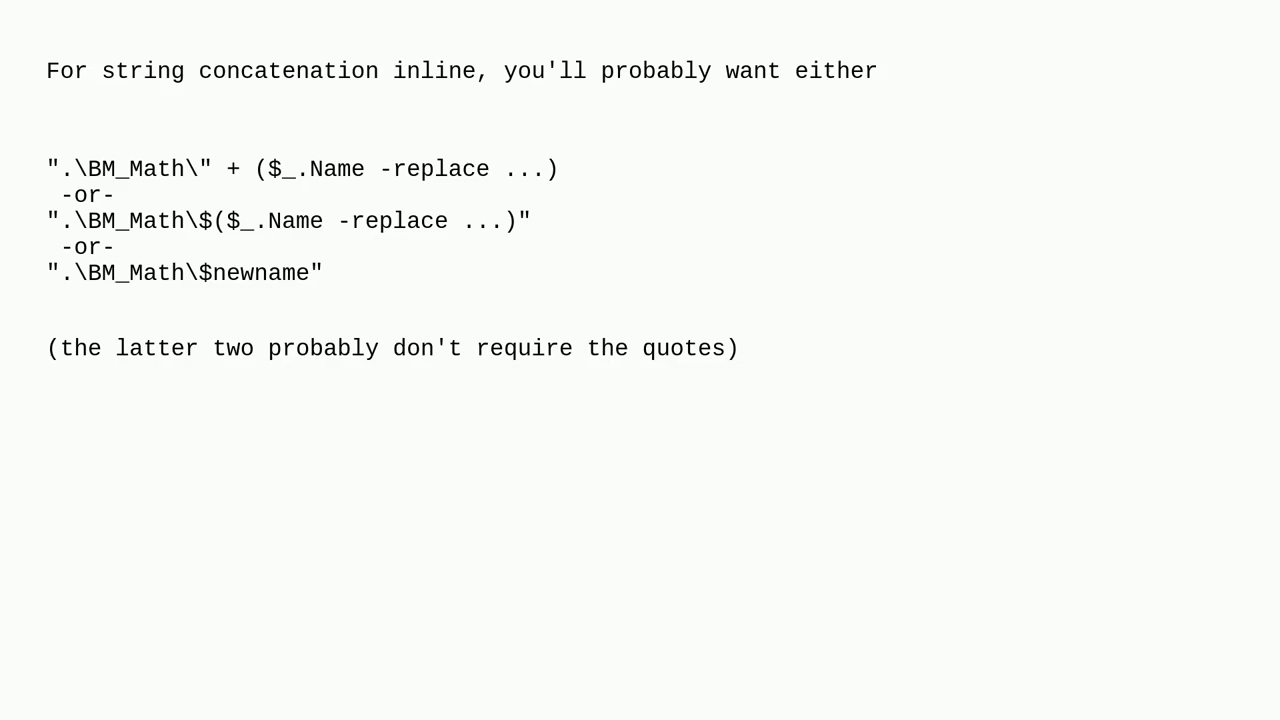 For string concatenation inline, you'll probably want either
".\BM_Math\" + ($_.Name -replace ...)
-or-
".\BM_Math\$($_.Name -replace ...)"
-or-
".\BM_Math\$newname"
(the latter two probably don't require the quotes)